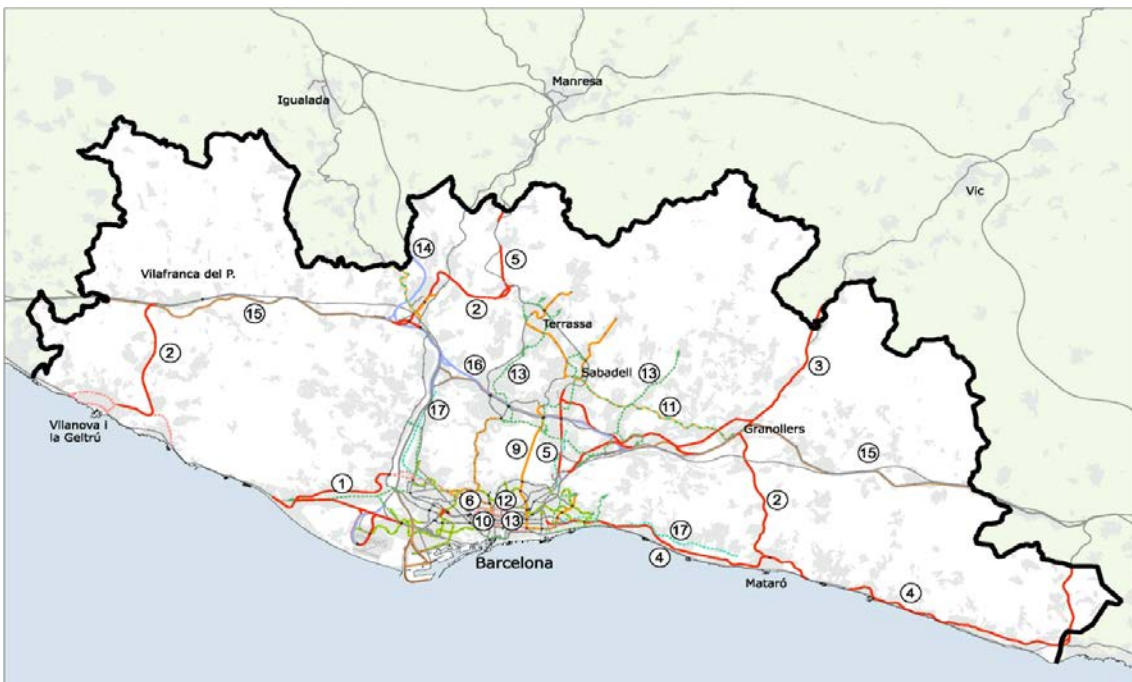 Manresa
Igualada
Vic
14
5
Vilafranca del P.
2
15
Terrassa
3
2
16
13
Sabadell
13
17
11
Vilanova i
la Geltrú
Granollers
9
5
15
1
6
12
2
10
13
17
Barcelona
4
Mataró
4